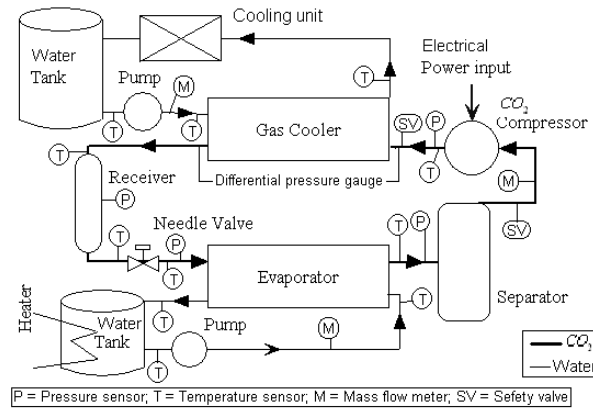 Cooling unit
Water
Tank
Pump
M
T
T
T
Electrical
Power input
CO₂
Compressor
Gas Cooler
SV
P
T
T
Receiver
P
Differential pressure gauge
M
SV
Needle Valve
T
P
T
Evaporator
T
P
Separator
Heater
Water
Tank
T
T
Pump
M
T
CO₂
Water
P = Pressure sensor; T = Temperature sensor; M = Mass flow meter; SV = Sefety valve